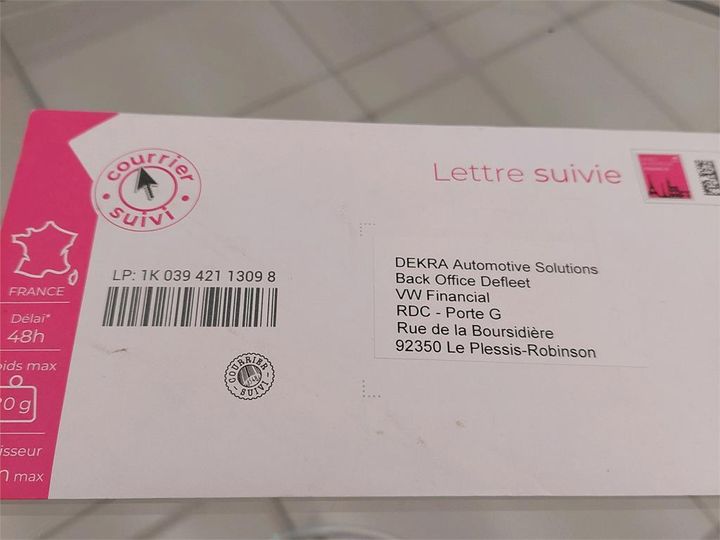 courrier
suivi
Lettre suivie
FRANCE
Délai*
48h
oids max
0 g
isseur
max
LP: 1K 039 421 1309 8
COURRIER
SUIVI
DEKRA Automotive Solutions
Back Office Defleet
VW Financial
RDC - Porte G
Rue de la Boursidière
92350 Le Plessis-Robinson